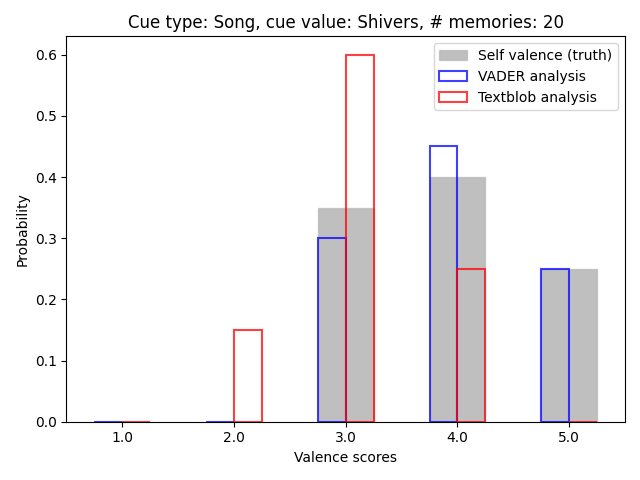 Cue type: Song, cue value: Shivers, # memories: 20
Self valence (truth)
VADER analysis
Textblob analysis
Probability
0.6
0.5
0.4
0.3
0.2
0.1
0.0
1.0 2.0 3.0 4.0 5.0
Valence scores